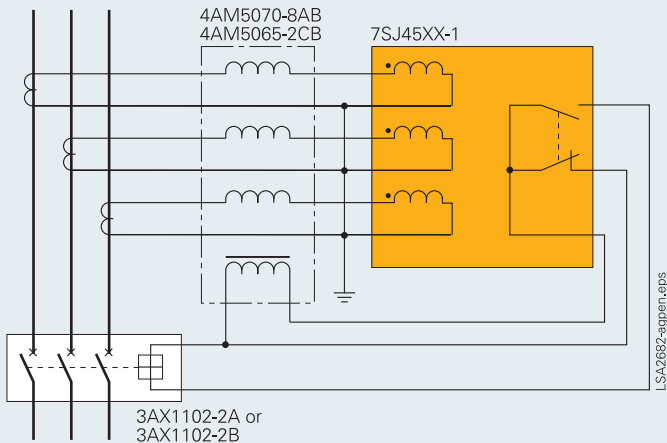 4AM5070-8AB
4AM5065-2CB
7SJ45XX-1
LSA2682-agpen.eps
3AX1102-2A or
3AX1102-2B